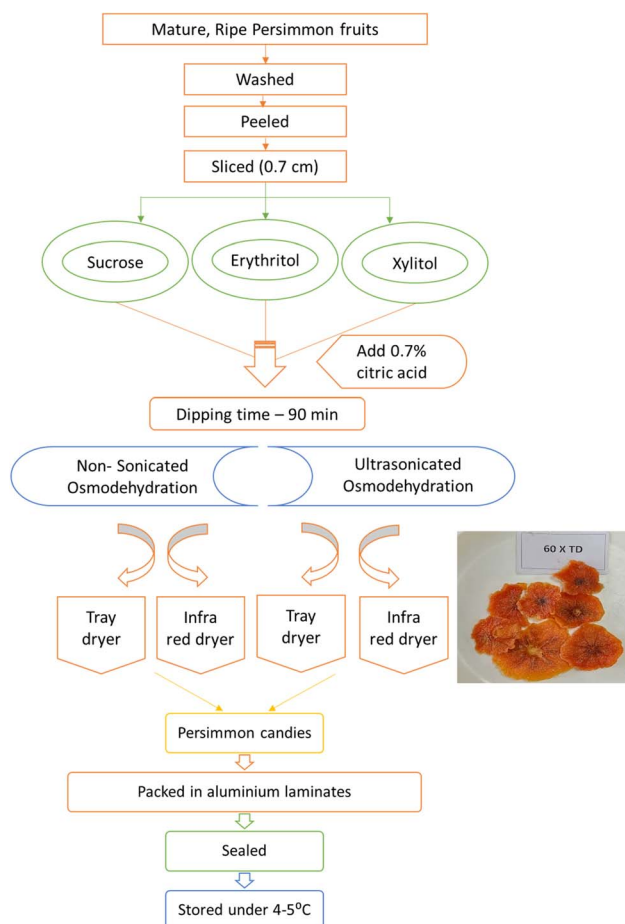 Mature, Ripe Persimmon fruits
Washed
Peeled
Sliced (0.7 cm)
Sucrose
Erythritol
Xylitol
Add 0.7%
citric acid
Dipping time – 90 min
Non- Sonicated
Osmodehydration
Ultrasonicated
Osmodehydration
Tray
dryer
Infra
red dryer
Tray
dryer
Infra
red dryer
60 X TD
Persimmon candies
Packed in aluminium laminates
Sealed
Stored under 4-5⁰C